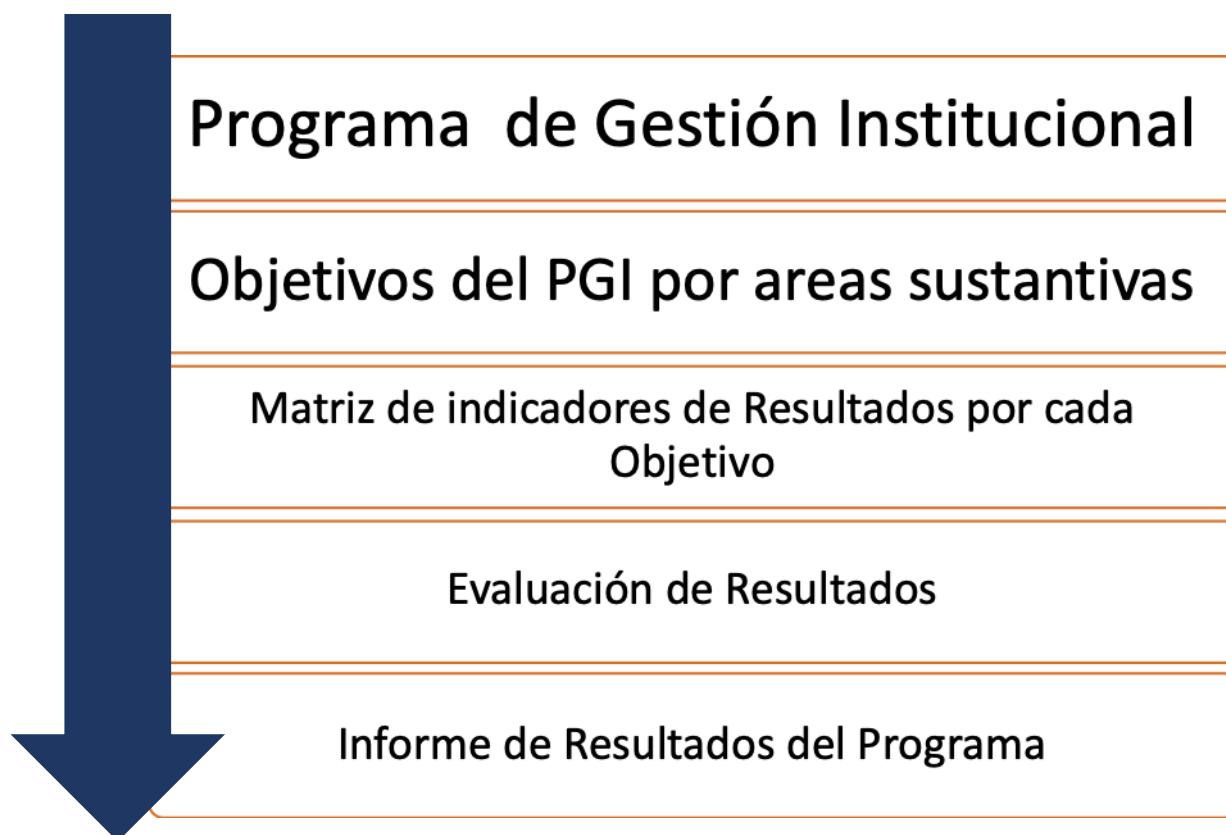 Programa  de Gestión Institucional
Objetivos del PGI por areas sustantivas
Matriz de indicadores de Resultados por cada
Objetivo
Evaluación de Resultados
Informe de Resultados del Programa